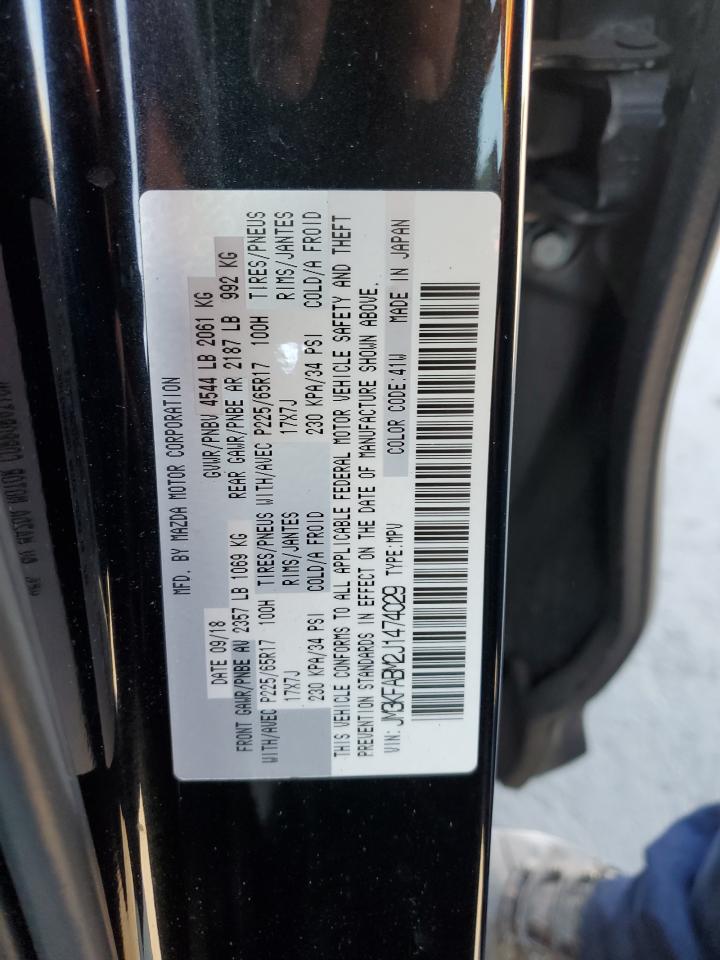 MFD. BY MAZDA MOTOR CORPORATION
DATE 09/18 GVWR/PNBV 4544 LB 2061 KG
FRONT GAWR/PNBE AV 2357 LB 1069 KG REAR GAWR/PNBE AR 2187 LB 992 KG
WITH/AVEC P225/65R17 100H TIRES/PNEUS WITH/AVEC P225/65R17 100H TIRES/PNEUS
17X7J RIMS/JANTES 17X7J RIMS/JANTES
230 KPA/34 PSI COLD/A FROID 230 KPA/34 PSI COLD/A FROID
THIS VEHICLE CONFORMS TO ALL APPLICABLE FEDERAL MOTOR VEHICLE SAFETY AND THEFT
PREVENTION STANDARDS IN EFFECT ON THE DATE OF MANUFACTURE SHOWN ABOVE.
VIN: JM3KFABM2J1474029 TYPE:MPV COLOR CODE:41W MADE IN JAPAN